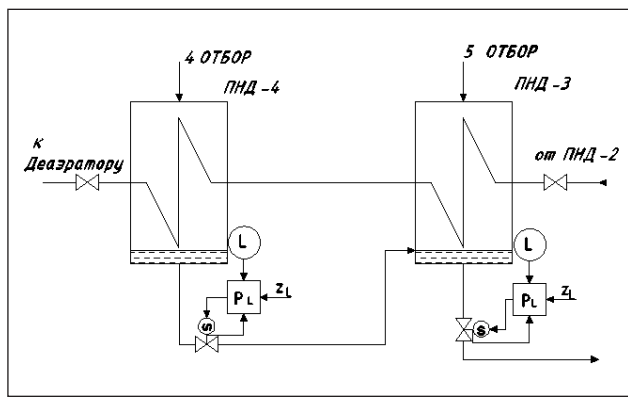 4 ОТБОР
ПНД-4
5 ОТБОР
ПНД-3
к
Деаэратору
от ПНД-2
L
L
PL
ZL
PL
ZL
S
S